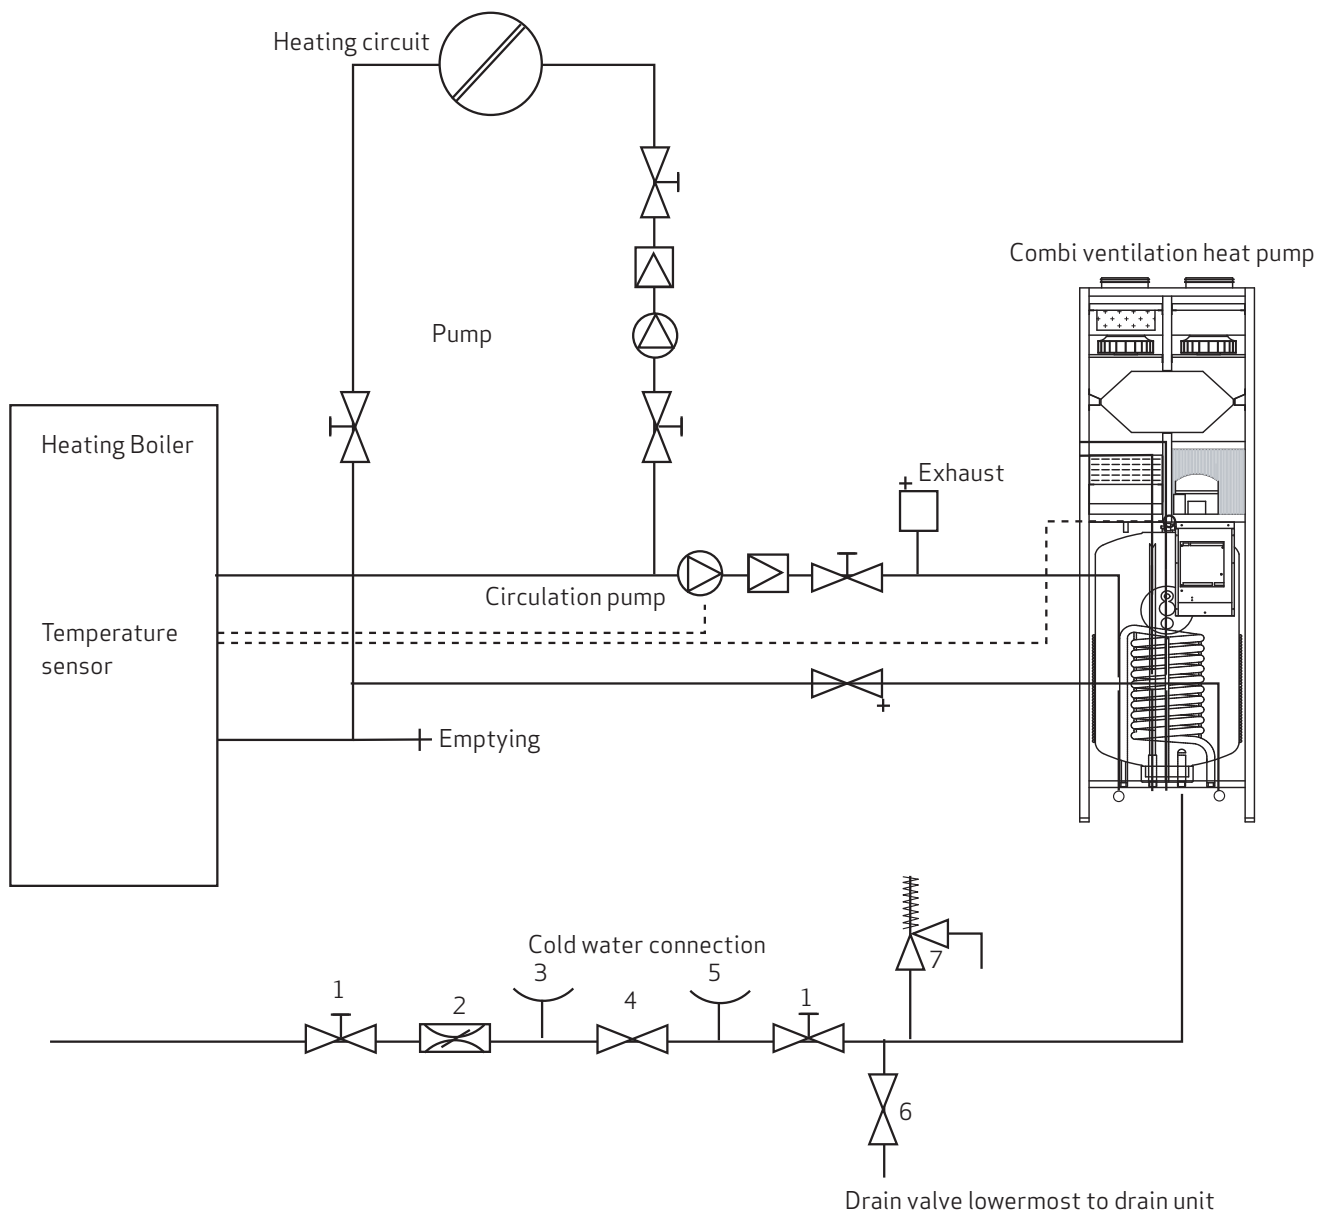 Heating circuit
Combi ventilation heat pump
Pump
Heating Boiler
Exhaust
Circulation pump
Temperature
sensor
Emptying
Cold water connection
1
2
3
4
5
1
7
6
Drain valve lowermost to drain unit